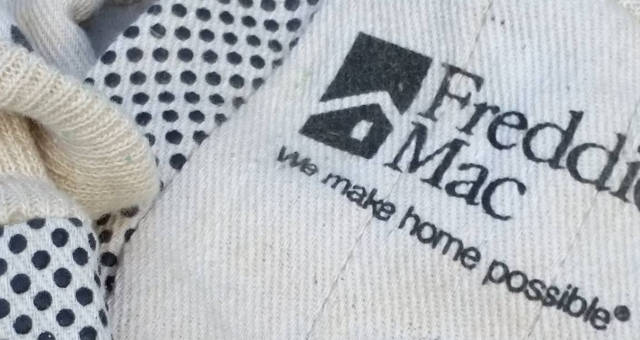 Freddi
Mac
We make home possible®